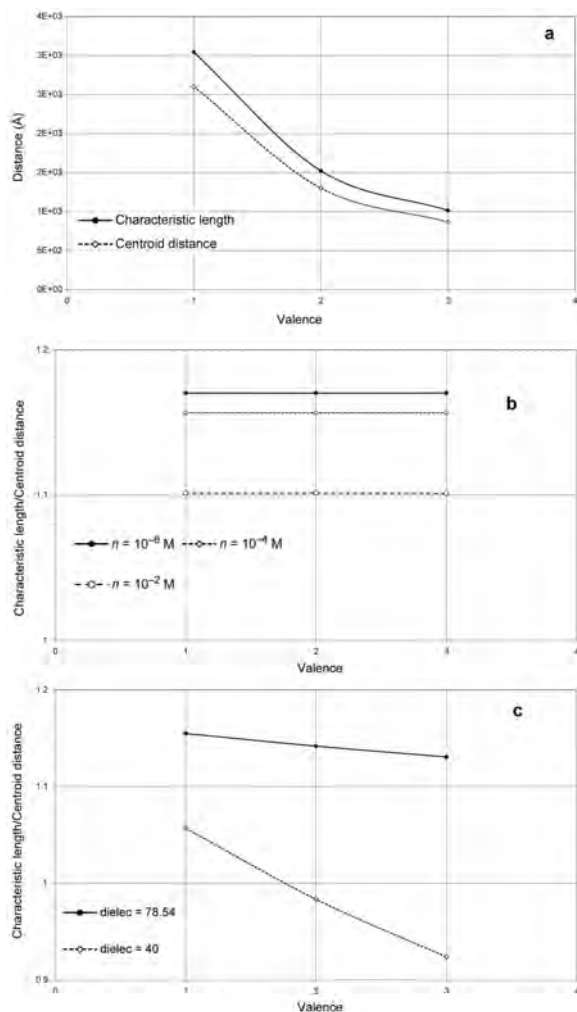 4E+03
a
3E+03
3E+03
2E+03
2E+03
1E+03
5E+02
0E+00
Distance (Å)
Characteristic length
Centroid distance
0 1 2 3 4
Valence
1.2
b
1.1
1
Characteristic length/Centroid distance
n = 10⁻⁶ M n = 10⁻⁴ M
n = 10⁻² M
0 1 2 3 4
Valence
1.2
c
1.1
1
0.9
Characteristic length/Centroid distance
dielec = 78.54
dielec = 40
0 1 2 3 4
Valence